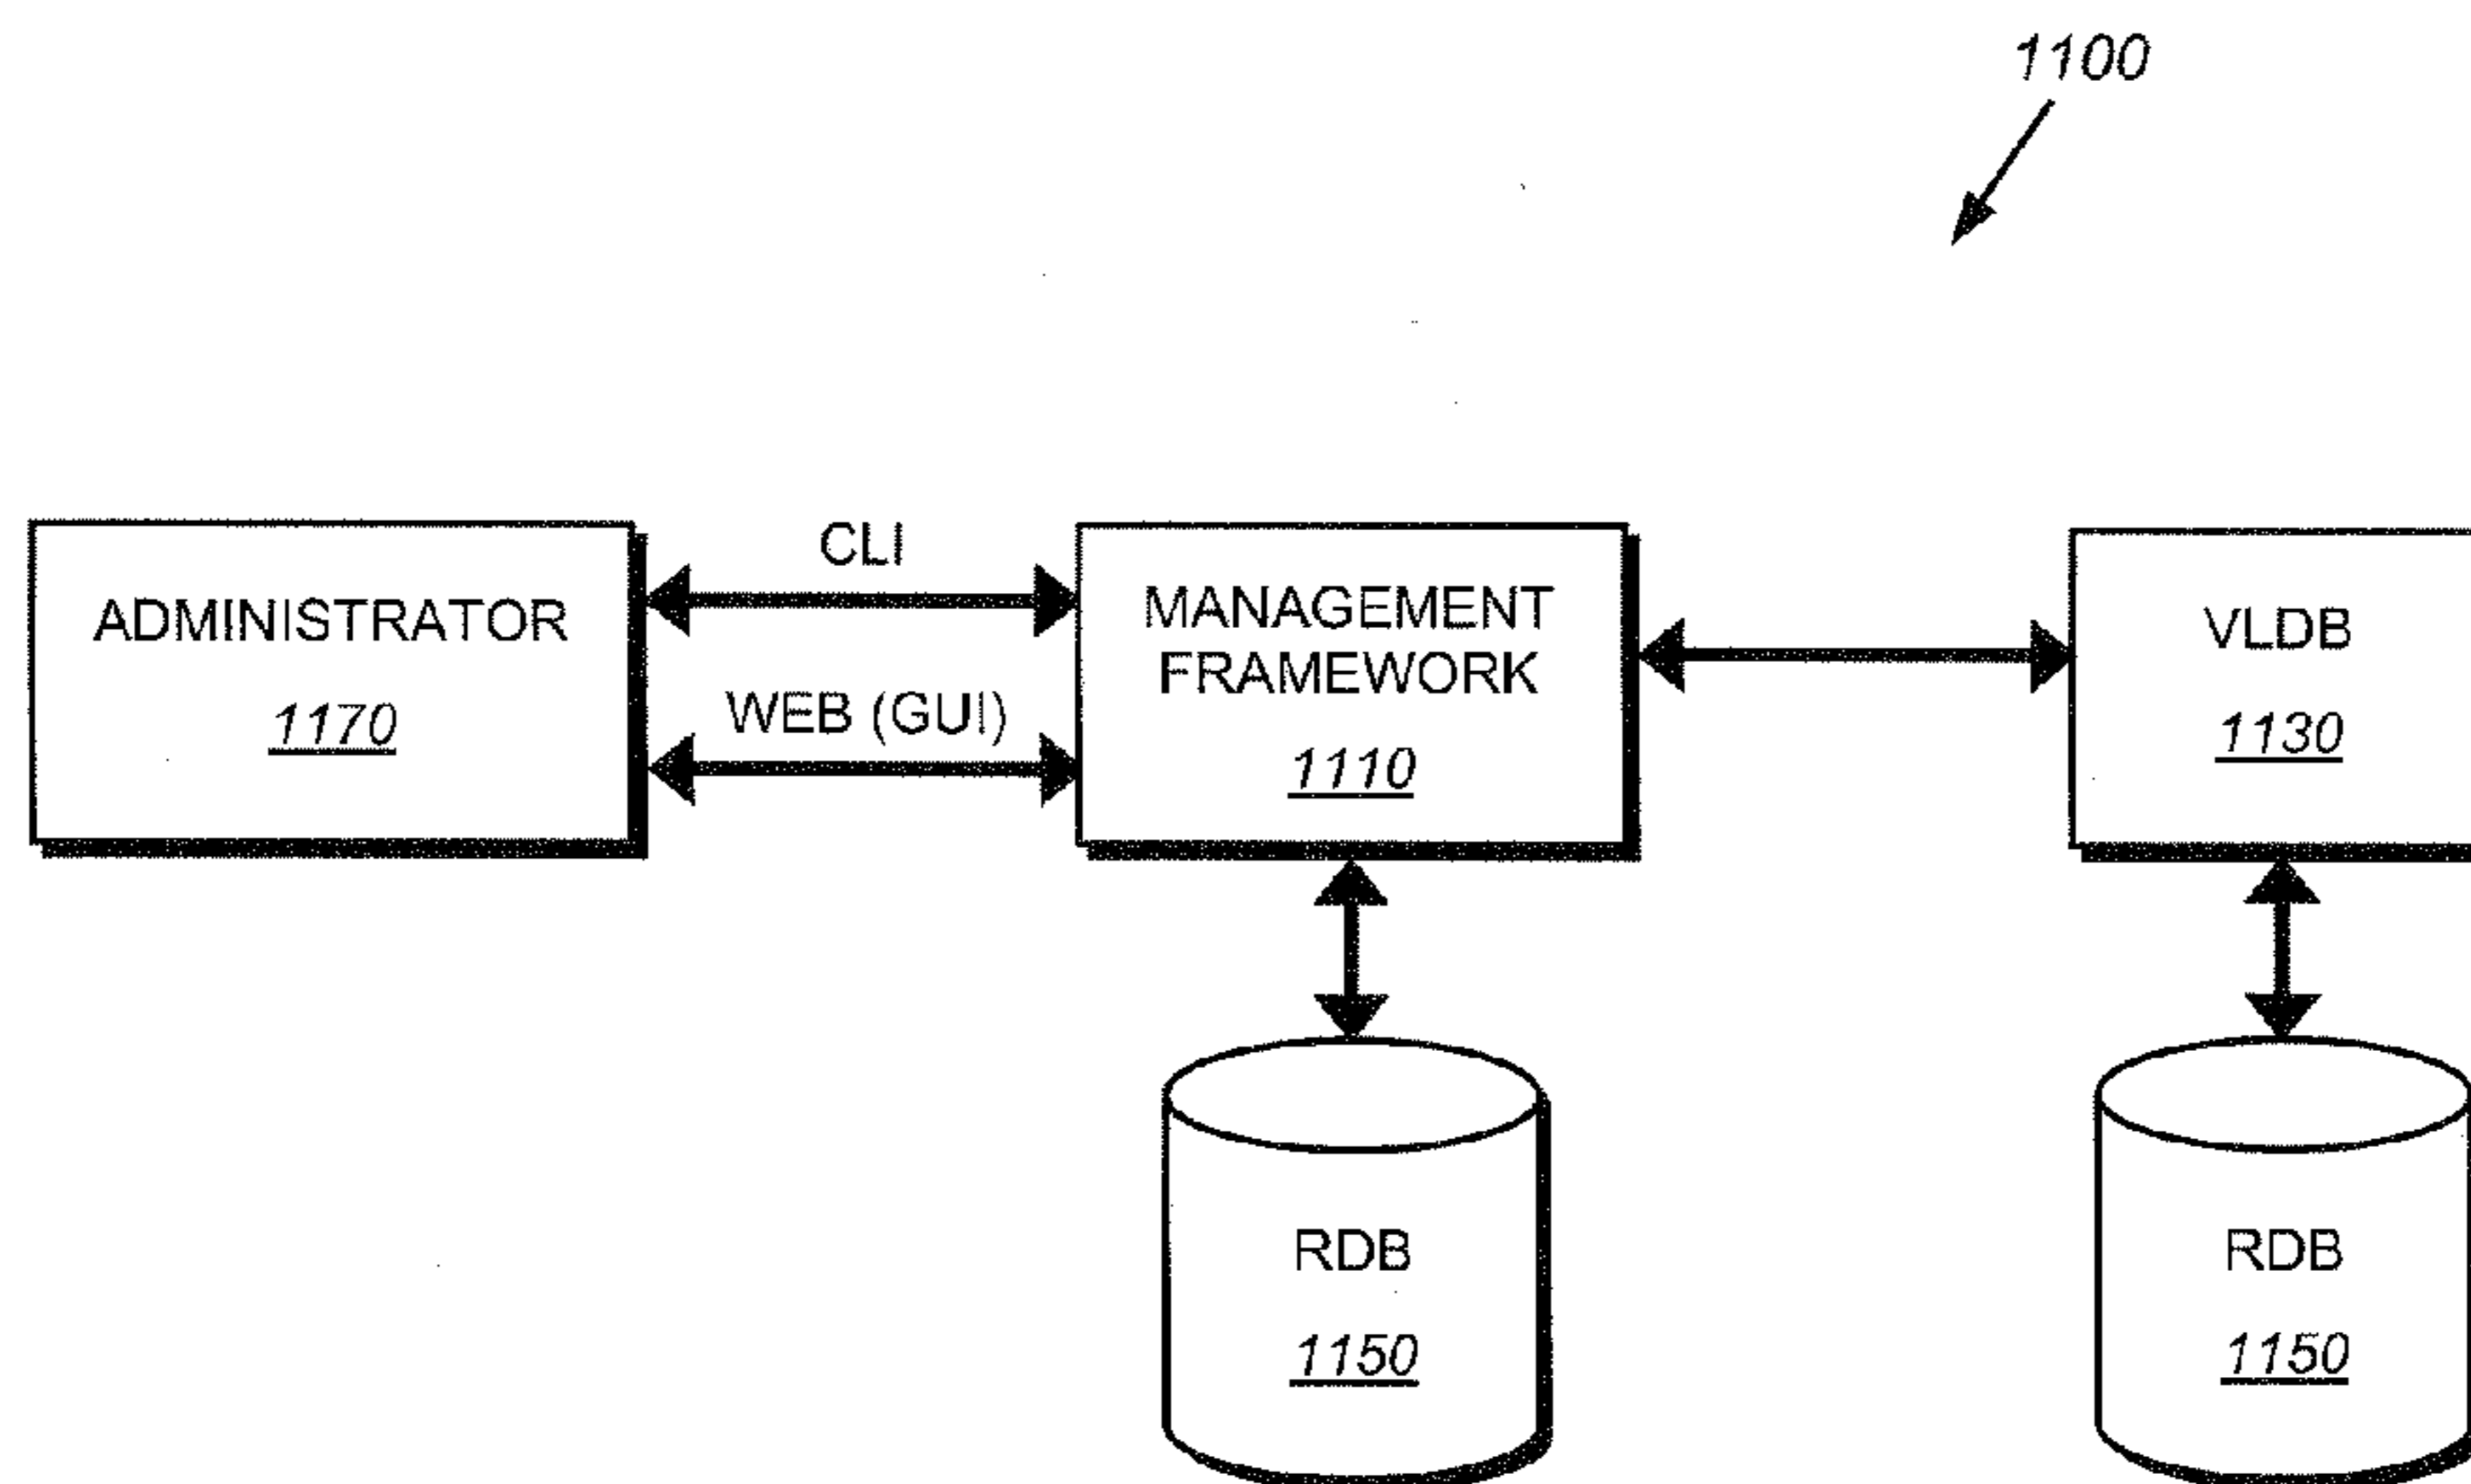 1100
CLI
ADMINISTRATOR
1170
WEB (GUI)
MANAGEMENT
FRAMEWORK
1110
VLDB
1130
RDB
1150
RDB
1150